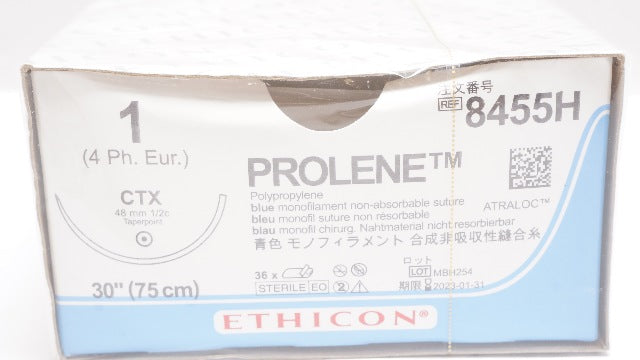 1
(4 Ph. Eur.)
CTX
48 mm 1/2c
Taperpoint
30" (75 cm)
注文番号
REF 8455H
PROLENE™
ATRALOC™
Polypropylene
blue monofilament non-absorbable suture
bleu monofil suture non résorbable
blau monofil chirurg. Nahtmaterial nicht resorbierbar
青色 モノフィラメント 合成非吸収性縫合糸
36 x
STERILE EO
ロット
LOT MBH254
期限 2023-01-31
ETHICON®